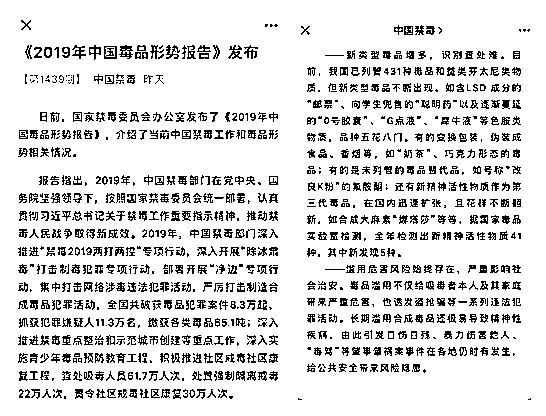 《2019年中国毒品形势报告》发布
【第1439期】 中国禁毒 昨天
日前，国家禁毒委员会办公室发布了《2019年中
国毒品形势报告》，介绍了当前中国禁毒工作和毒品形
势相关情况。
报告指出，2019年，中国禁毒部门在党中央、国
务院坚强领导下，按照国家禁毒委员会统一部署，认真
贯彻习近平总书记关于禁毒工作重要指示精神，推动禁
毒人民战争取得新成效。2019年，中国禁毒部门深入
推进“禁毒2019两打两控”专项行动，深入开展“除冰肃
毒”打击制毒犯罪专项行动，部署开展“净边”专项行
动，集中打击网络涉毒违法犯罪活动，严厉打击制造合
成毒品犯罪活动，全国共破获毒品犯罪案件8.3万起、
抓获犯罪嫌疑人11.3万名，缴获各类毒品65.1吨；深入
推进禁毒重点整治和示范城市创建等重点工作，深入实
施青少年毒品预防教育工程，积极推进社区戒毒社区康
复工程，查处吸毒人员61.7万人次，处置强制隔离戒毒
22万人次，责令社区戒毒社区康复30万人次。
中国禁毒>
——新类型毒品增多，识别查处难。目
前，我国已列管431种毒品和整类芬太尼类物
质，但新类型毒品不断出现。如含LSD 成分的
“邮票”、向学生兜售的“聪明药”以及逐渐蔓延
的“0号胶囊”、“G点液”、“犀牛液”等色胺类
物质，品种五花八门。有的变换包装，伪装成
食品、香烟等，如“奶茶”、巧克力形态的毒
品；有的是未列管的毒品替代品，如号称“改
良K粉”的氟胺酮；还有新精神活性物质作为第
三代毒品，在国内迅速扩张，且花样不断翻
新，如合成大麻素“娜塔莎”等等。据国家毒品
实验室检测，全年检测出新精神活性物质41
种，其中新发现5种。
——滥用危害风险始终存在，严重影响社
会治安。毒品滥用不仅给吸毒者本人及其家庭
带来严重危害，也诱发盗抢骗等一系列违法犯
罪活动。长期滥用合成毒品还极易导致精神性
疾病，由此引发自伤自残、暴力伤害他人、
“毒驾”等肇事肇祸案事件在各地仍时有发生，
给公共安全带来风险隐患。